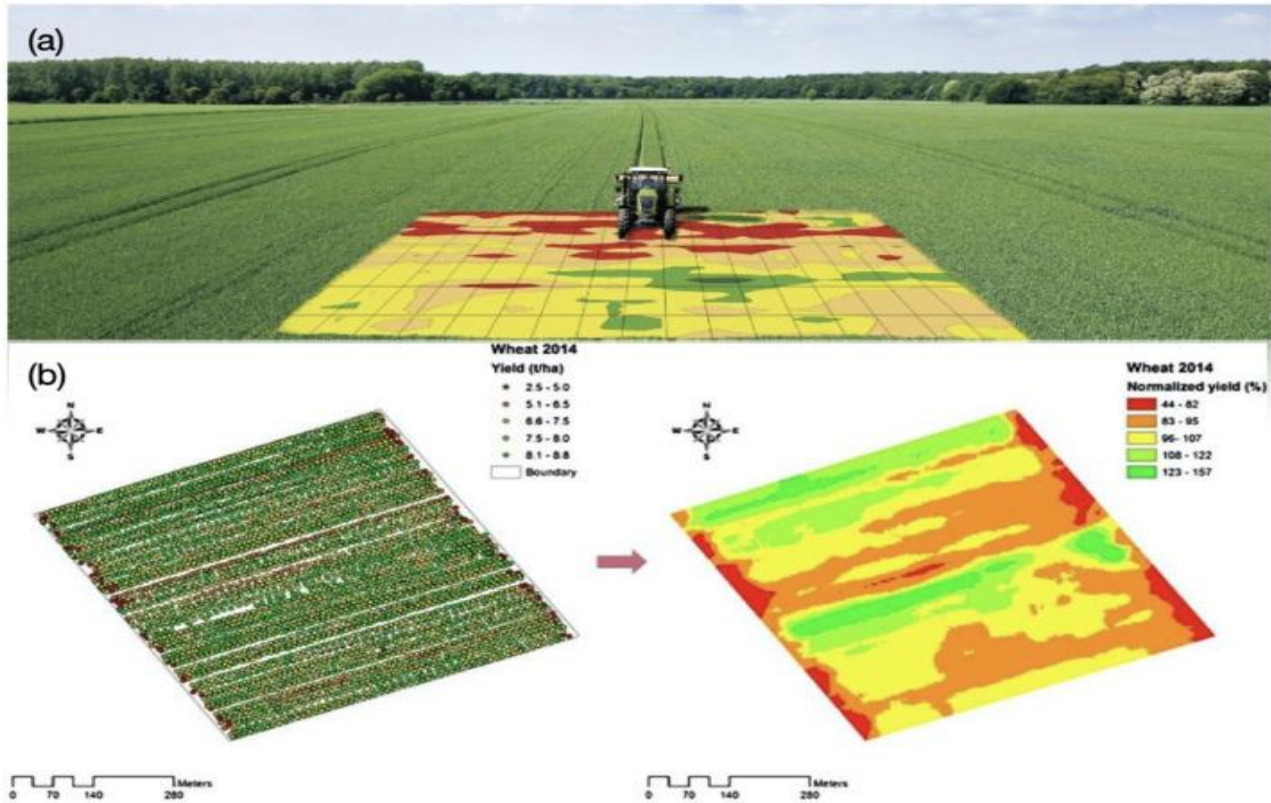 (a)
(b)
Wheat 2014
Yield (t/ha)
2.5 - 5.0
5.1 - 6.5
6.6 - 7.5
7.5 - 8.0
8.1 - 8.8
Boundary
N
W E
S
0 70 140 280
Meters
Wheat 2014
Normalized yield (%)
44 - 82
83 - 95
96 - 107
108 - 122
123 - 157
N
W E
S
0 70 140 280
Meters